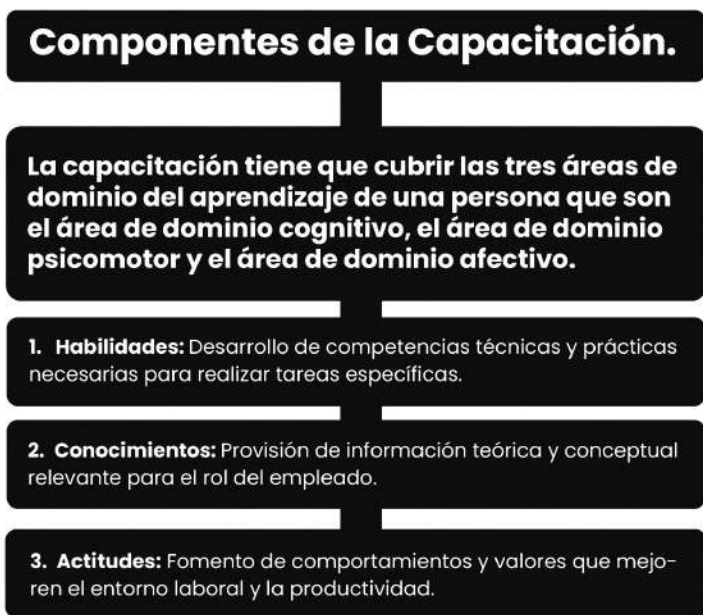 Componentes de la Capacitación.
La capacitación tiene que cubrir las tres áreas de
dominio del aprendizaje de una persona que son
el área de dominio cognitivo, el área de dominio
psicomotor y el área de dominio afectivo.
1. Habilidades: Desarrollo de competencias técnicas y prácticas
necesarias para realizar tareas específicas.
2. Conocimientos: Provisión de información teórica y conceptual
relevante para el rol del empleado.
3. Actitudes: Fomento de comportamientos y valores que mejo-
ren el entorno laboral y la productividad.